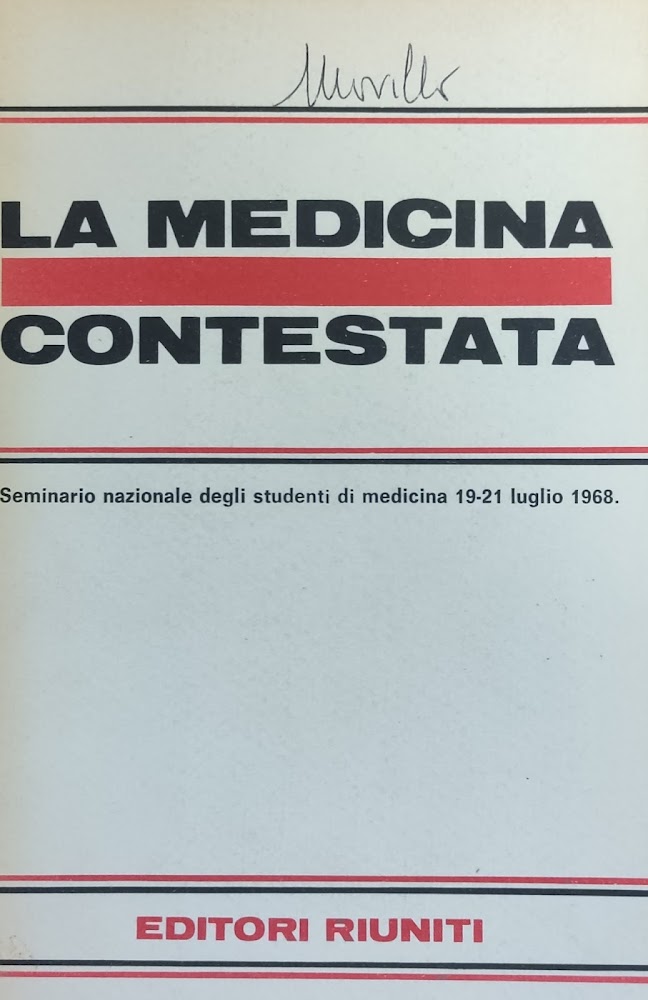 LA MEDICINA
CONTESTATA
Seminario nazionale degli studenti di medicina 19-21 luglio 1968.
EDITORI RIUNITI